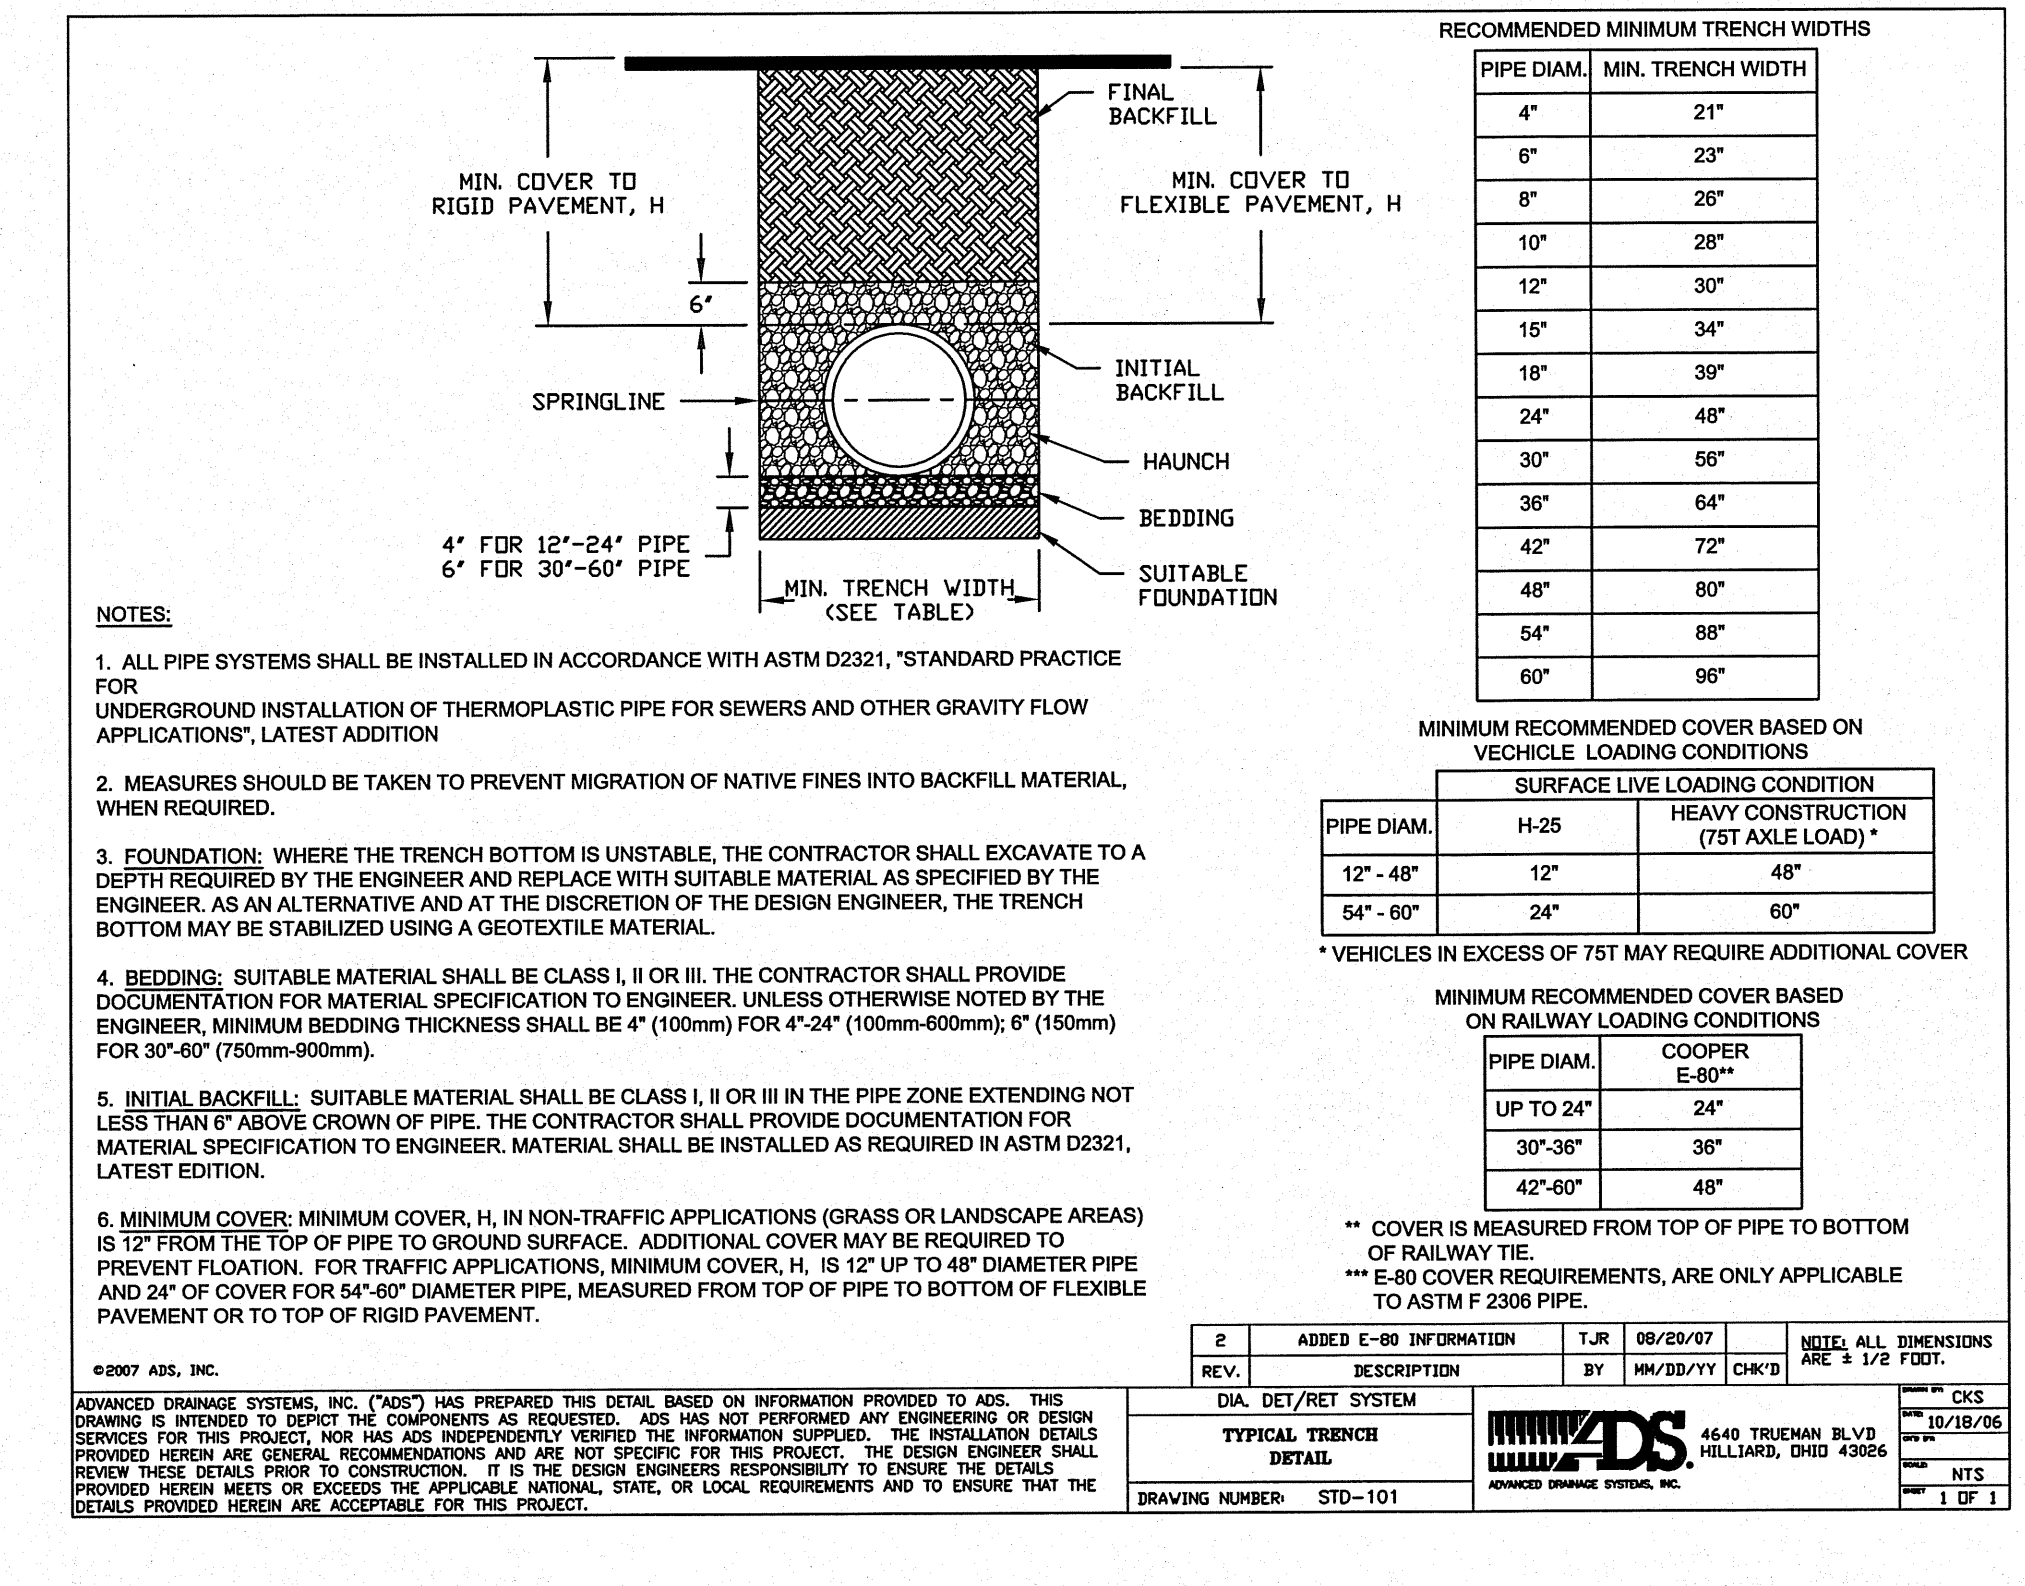 FINAL
BACKFILL
MIN. COVER TO
RIGID PAVEMENT, H
MIN. COVER TO
FLEXIBLE PAVEMENT, H
6"
INITIAL
BACKFILL
SPRINGLINE
HAUNCH
BEDDING
4" FOR 12"-24" PIPE
6" FOR 30"-60" PIPE
SUITABLE
FOUNDATION
MIN. TRENCH WIDTH
(SEE TABLE)
NOTES:
1. ALL PIPE SYSTEMS SHALL BE INSTALLED IN ACCORDANCE WITH ASTM D2321, "STANDARD PRACTICE
FOR
UNDERGROUND INSTALLATION OF THERMOPLASTIC PIPE FOR SEWERS AND OTHER GRAVITY FLOW
APPLICATIONS", LATEST ADDITION
2. MEASURES SHOULD BE TAKEN TO PREVENT MIGRATION OF NATIVE FINES INTO BACKFILL MATERIAL,
WHEN REQUIRED.
3. FOUNDATION: WHERE THE TRENCH BOTTOM IS UNSTABLE, THE CONTRACTOR SHALL EXCAVATE TO A
DEPTH REQUIRED BY THE ENGINEER AND REPLACE WITH SUITABLE MATERIAL AS SPECIFIED BY THE
ENGINEER. AS AN ALTERNATIVE AND AT THE DISCRETION OF THE DESIGN ENGINEER, THE TRENCH
BOTTOM MAY BE STABILIZED USING A GEOTEXTILE MATERIAL.
4. BEDDING: SUITABLE MATERIAL SHALL BE CLASS I, II OR III. THE CONTRACTOR SHALL PROVIDE
DOCUMENTATION FOR MATERIAL SPECIFICATION TO ENGINEER. UNLESS OTHERWISE NOTED BY THE
ENGINEER, MINIMUM BEDDING THICKNESS SHALL BE 4" (100mm) FOR 4"-24" (100mm-600mm); 6" (150mm)
FOR 30"-60" (750mm-900mm).
5. INITIAL BACKFILL: SUITABLE MATERIAL SHALL BE CLASS I, II OR III IN THE PIPE ZONE EXTENDING NOT
LESS THAN 6" ABOVE CROWN OF PIPE. THE CONTRACTOR SHALL PROVIDE DOCUMENTATION FOR
MATERIAL SPECIFICATION TO ENGINEER. MATERIAL SHALL BE INSTALLED AS REQUIRED IN ASTM D2321,
LATEST EDITION.
6. MINIMUM COVER: MINIMUM COVER, H, IN NON-TRAFFIC APPLICATIONS (GRASS OR LANDSCAPE AREAS)
IS 12" FROM THE TOP OF PIPE TO GROUND SURFACE. ADDITIONAL COVER MAY BE REQUIRED TO
PREVENT FLOATION. FOR TRAFFIC APPLICATIONS, MINIMUM COVER, H, IS 12" UP TO 48" DIAMETER PIPE
AND 24" OF COVER FOR 54"-60" DIAMETER PIPE, MEASURED FROM TOP OF PIPE TO BOTTOM OF FLEXIBLE
PAVEMENT OR TO TOP OF RIGID PAVEMENT.
©2007 ADS, INC.
RECOMMENDED MINIMUM TRENCH WIDTHS
PIPE DIAM. MIN. TRENCH WIDTH
4" 21"
6" 23"
8" 26"
10" 28"
12" 30"
15" 34"
18" 39"
24" 48"
30" 56"
36" 64"
42" 72"
48" 80"
54" 88"
60" 96"
MINIMUM RECOMMENDED COVER BASED ON
VECHICLE LOADING CONDITIONS
SURFACE LIVE LOADING CONDITION
PIPE DIAM. H-25 HEAVY CONSTRUCTION
(75T AXLE LOAD) *
12" - 48" 12" 48"
54" - 60" 24" 60"
* VEHICLES IN EXCESS OF 75T MAY REQUIRE ADDITIONAL COVER
MINIMUM RECOMMENDED COVER BASED
ON RAILWAY LOADING CONDITIONS
PIPE DIAM. COOPER
E-80**
UP TO 24" 24"
30"-36" 36"
42"-60" 48"
** COVER IS MEASURED FROM TOP OF PIPE TO BOTTOM
OF RAILWAY TIE.
*** E-80 COVER REQUIREMENTS, ARE ONLY APPLICABLE
TO ASTM F 2306 PIPE.
2 ADDED E-80 INFORMATION TJR 08/20/07
REV. DESCRIPTION BY MM/DD/YY CHK'D
NOTE: ALL DIMENSIONS
ARE ± 1/2 FOOT.
ADVANCED DRAINAGE SYSTEMS, INC. ("ADS") HAS PREPARED THIS DETAIL BASED ON INFORMATION PROVIDED TO ADS. THIS
DRAWING IS INTENDED TO DEPICT THE COMPONENTS AS REQUESTED. ADS HAS NOT PERFORMED ANY ENGINEERING OR DESIGN
SERVICES FOR THIS PROJECT, NOR HAS ADS INDEPENDENTLY VERIFIED THE INFORMATION SUPPLIED. THE INSTALLATION DETAILS
PROVIDED HEREIN ARE GENERAL RECOMMENDATIONS AND ARE NOT SPECIFIC FOR THIS PROJECT. THE DESIGN ENGINEER SHALL
REVIEW THESE DETAILS PRIOR TO CONSTRUCTION. IT IS THE DESIGN ENGINEERS RESPONSIBILITY TO ENSURE THE DETAILS
PROVIDED HEREIN MEETS OR EXCEEDS THE APPLICABLE NATIONAL, STATE, OR LOCAL REQUIREMENTS AND TO ENSURE THAT THE
DETAILS PROVIDED HEREIN ARE ACCEPTABLE FOR THIS PROJECT.
DIA. DET/RET SYSTEM
TYPICAL TRENCH
DETAIL
DRAWING NUMBER: STD-101
ADS.
ADVANCED DRAINAGE SYSTEMS, INC.
4640 TRUEMAN BLVD
HILLIARD, OHIO 43026
CKS
DATE: 10/18/06
NTS
1 OF 1